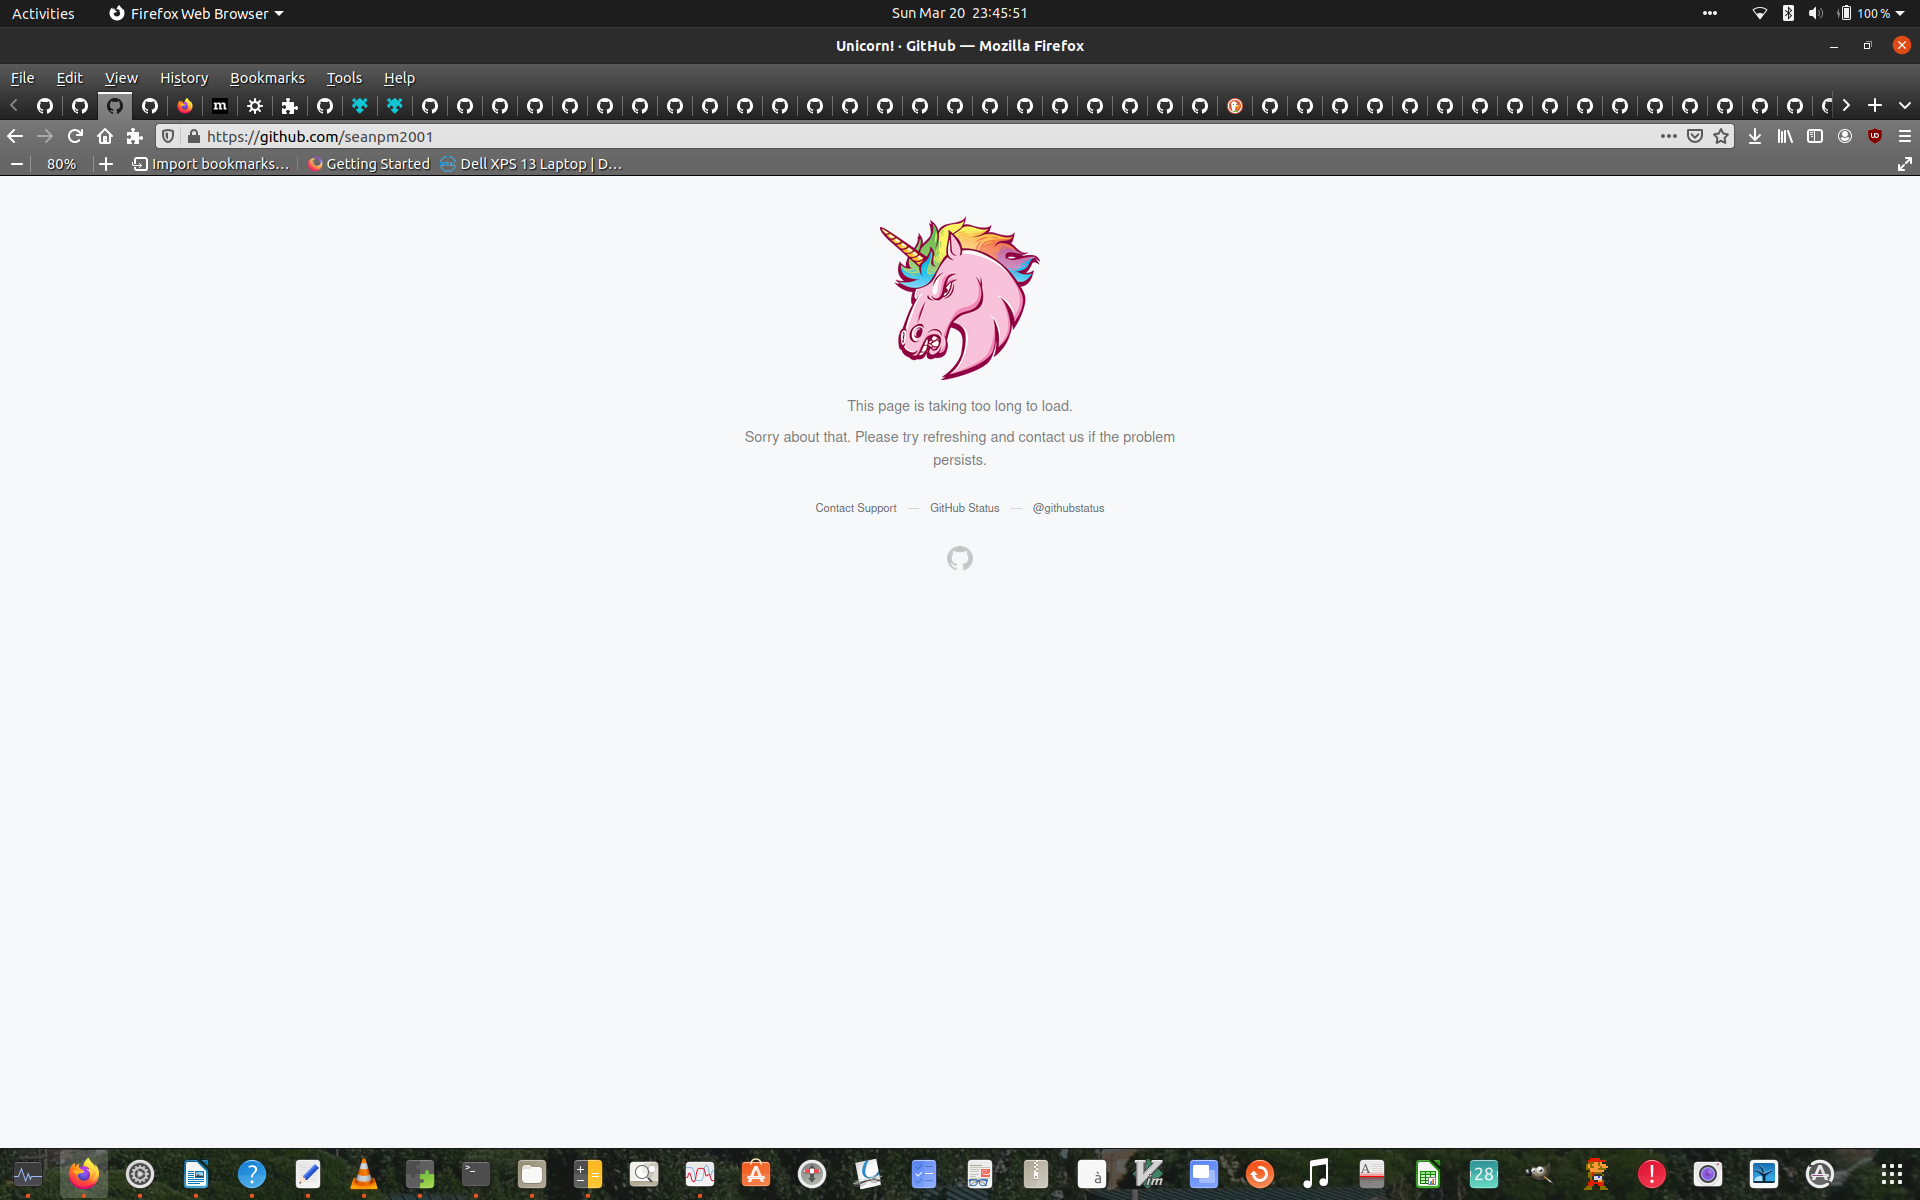 Activities Firefox Web Browser Sun Mar 20 23:45:51 100 %
Unicorn! · GitHub — Mozilla Firefox
File Edit View History Bookmarks Tools Help
m
https://github.com/seanpm2001
80% Import bookmarks… Getting Started Dell XPS 13 Laptop | D…
This page is taking too long to load.
Sorry about that. Please try refreshing and contact us if the problem
persists.
Contact Support — GitHub Status — @githubstatus
28